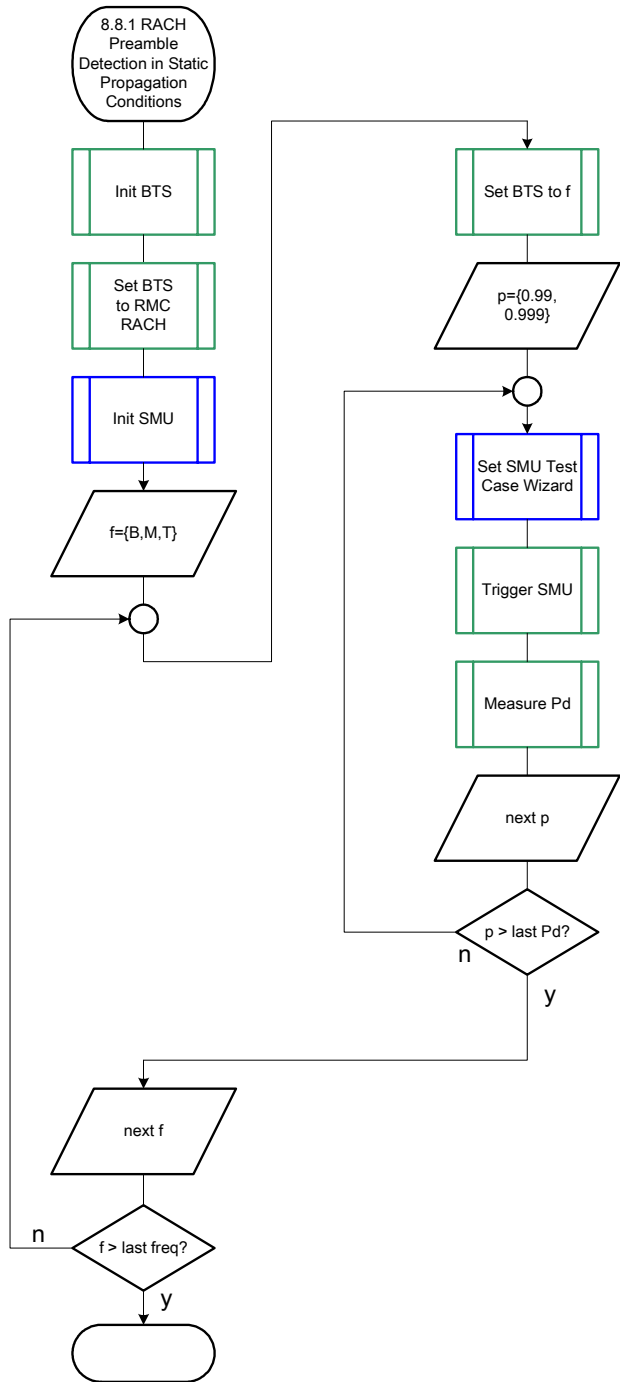 8.8.1 RACH
Preamble
Detection in Static
Propagation
Conditions
Init BTS
Set BTS
to RMC
RACH
Init SMU
f={B,M,T}
Set BTS to f
p={0.99,
0.999}
Set SMU Test
Case Wizard
Trigger SMU
Measure Pd
next p
p > last Pd?
n
y
next f
f > last freq?
n
y